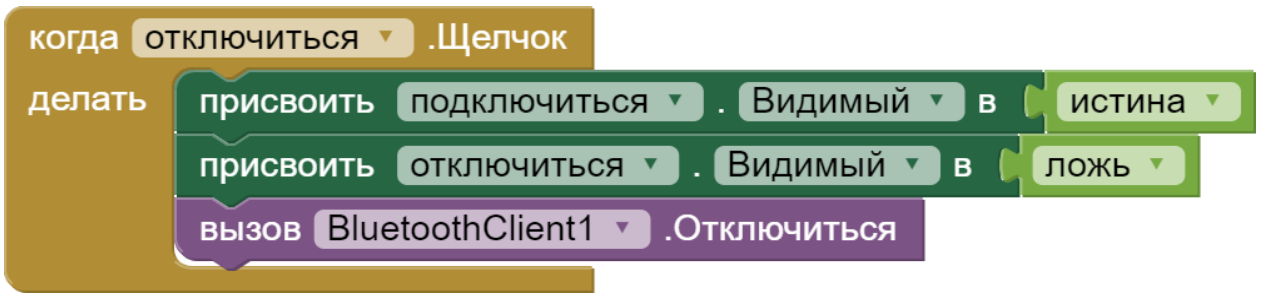 когда отключиться .Щелчок
делать присвоить подключиться . Видимый в истина
присвоить отключиться . Видимый в ложь
вызов BluetoothClient1 .Отключиться